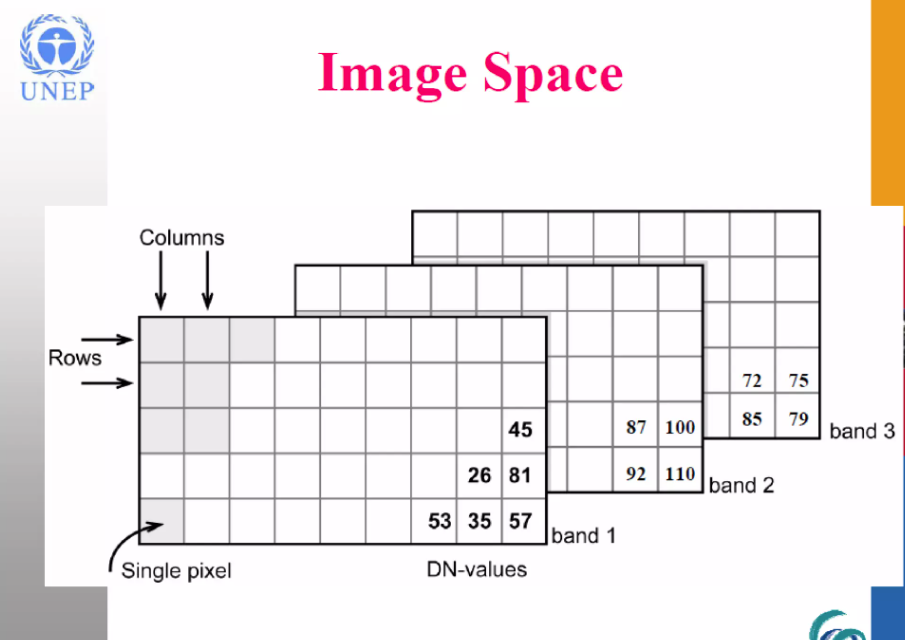 UNEP
Image Space
Columns
Rows
72 75
85 79
band 3
87 100
92 110
band 2
45
26 81
53 35 57
band 1
Single pixel
DN-values